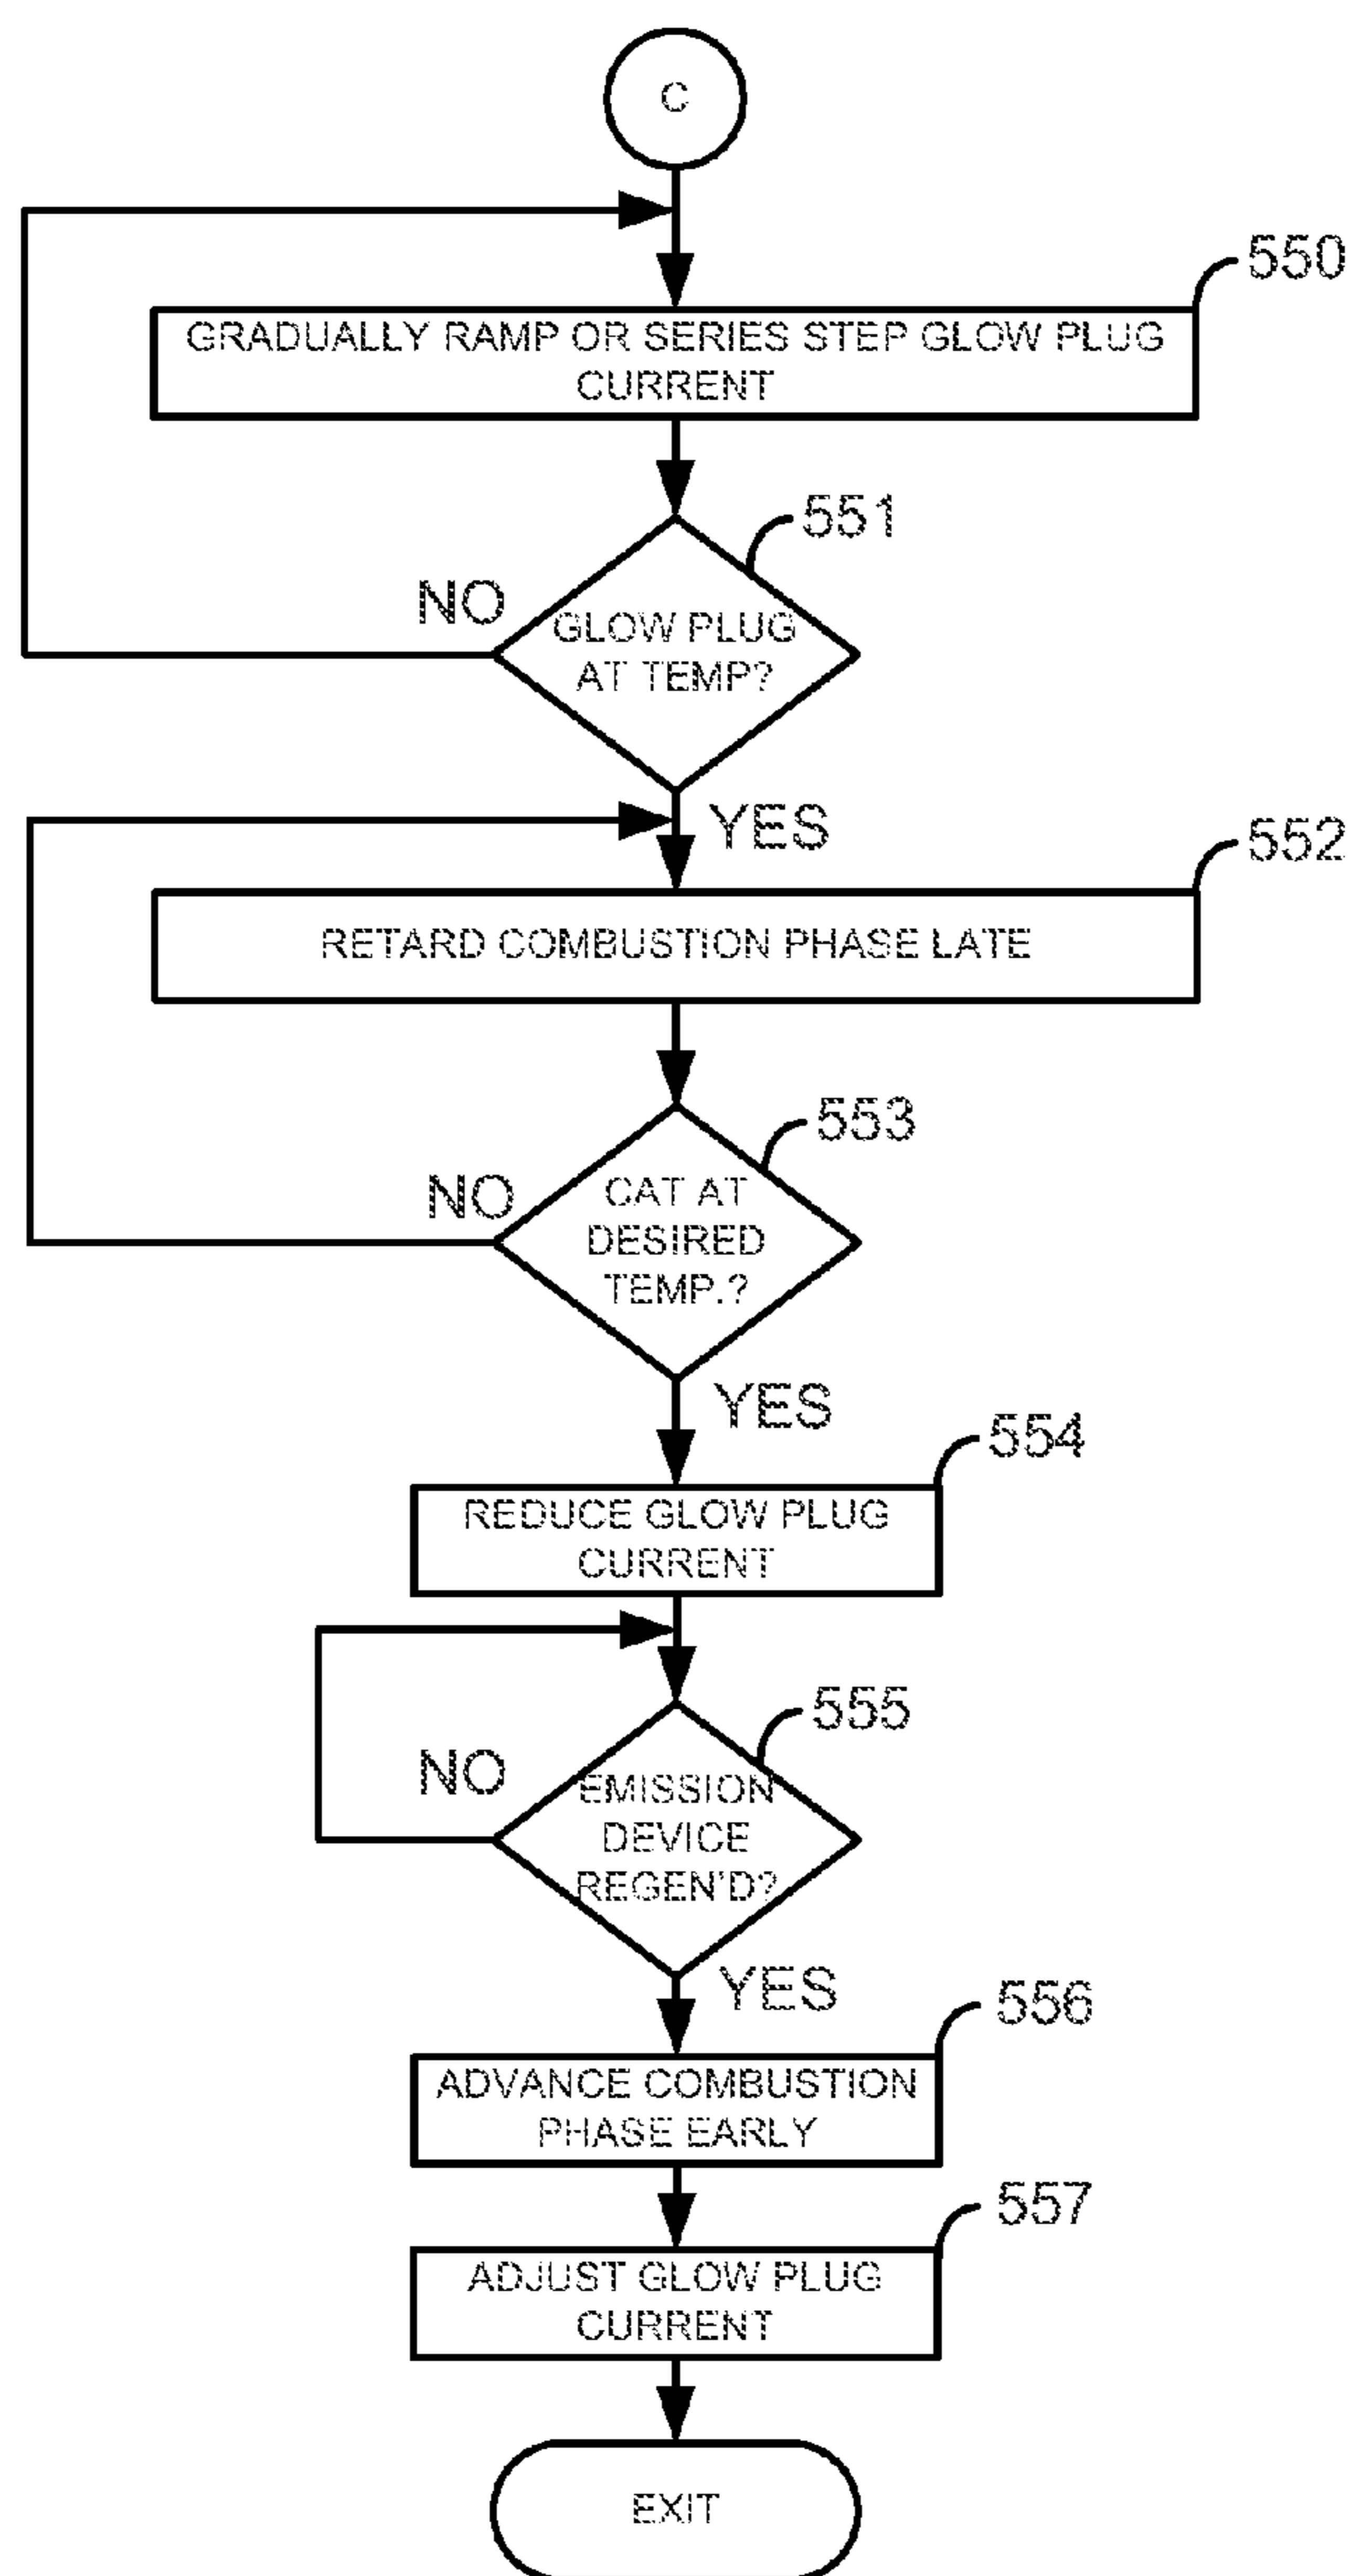 C
550
GRADUALLY RAMP OR SERIES STEP GLOW PLUG
CURRENT
551
NO
GLOW PLUG
AT TEMP?
YES
552
RETARD COMBUSTION PHASE LATE
553
NO
CAT AT
DESIRED
TEMP.?
YES
554
REDUCE GLOW PLUG
CURRENT
555
NO
EMISSION
DEVICE
REGEN'D?
YES
556
ADVANCE COMBUSTION
PHASE EARLY
557
ADJUST GLOW PLUG
CURRENT
EXIT